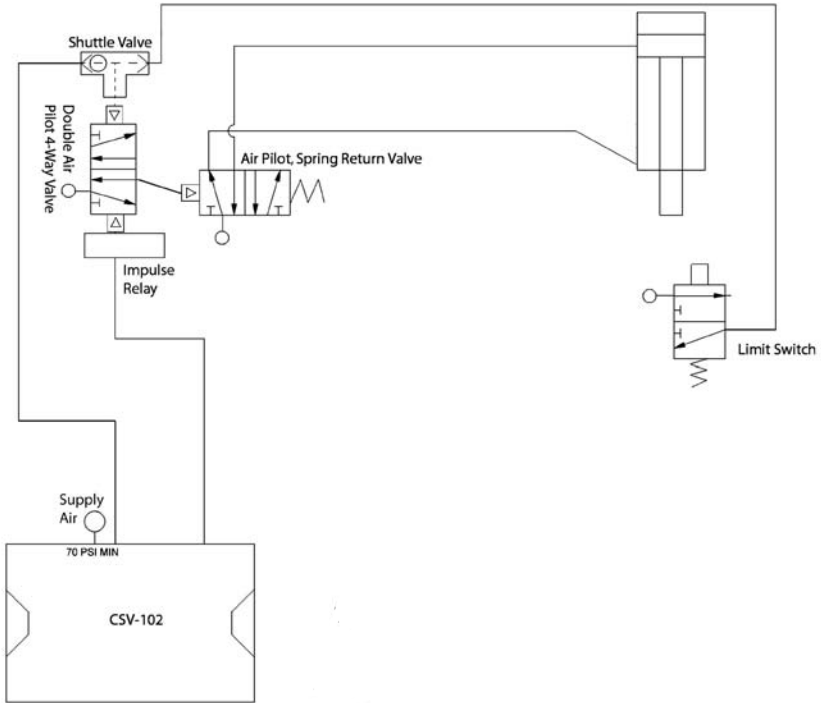 Shuttle Valve
Double Air
Pilot 4-Way Valve
Air Pilot, Spring Return Valve
Impulse
Relay
Limit Switch
Supply
Air
70 PSI MIN
CSV-102